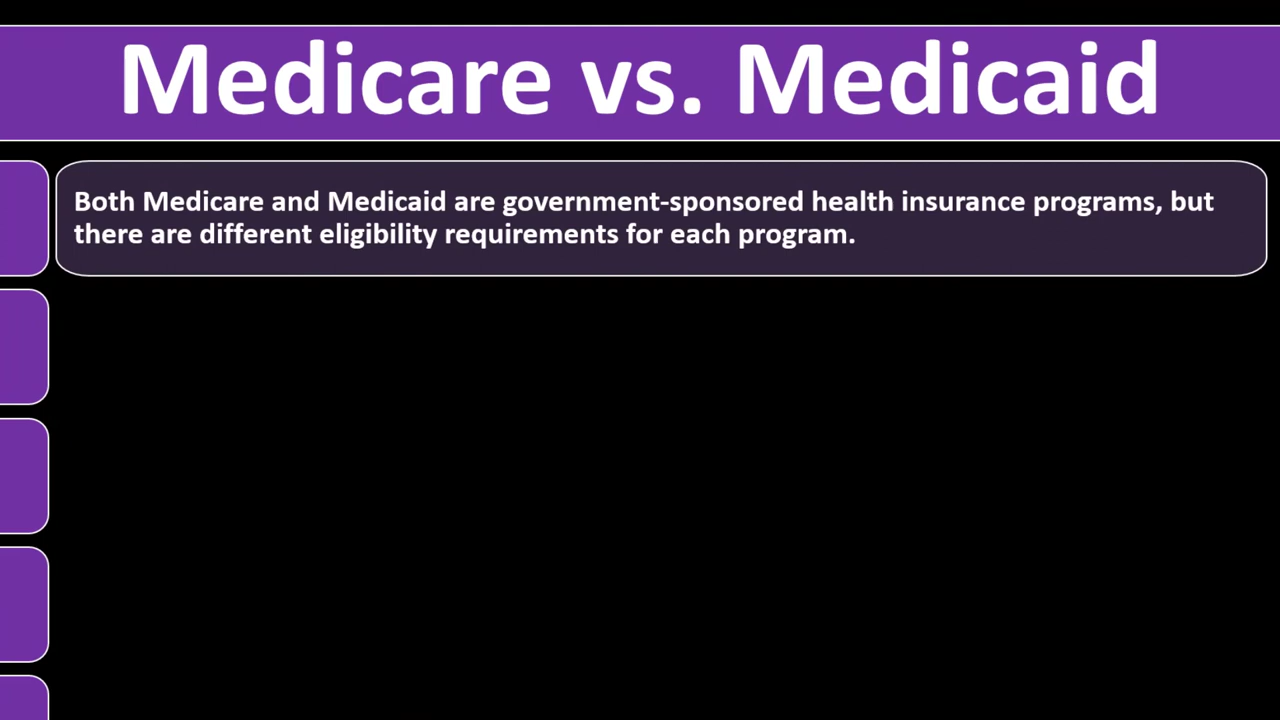 Medicare vs. Medicaid
Both Medicare and Medicaid are government-sponsored health insurance programs, but
there are different eligibility requirements for each program.